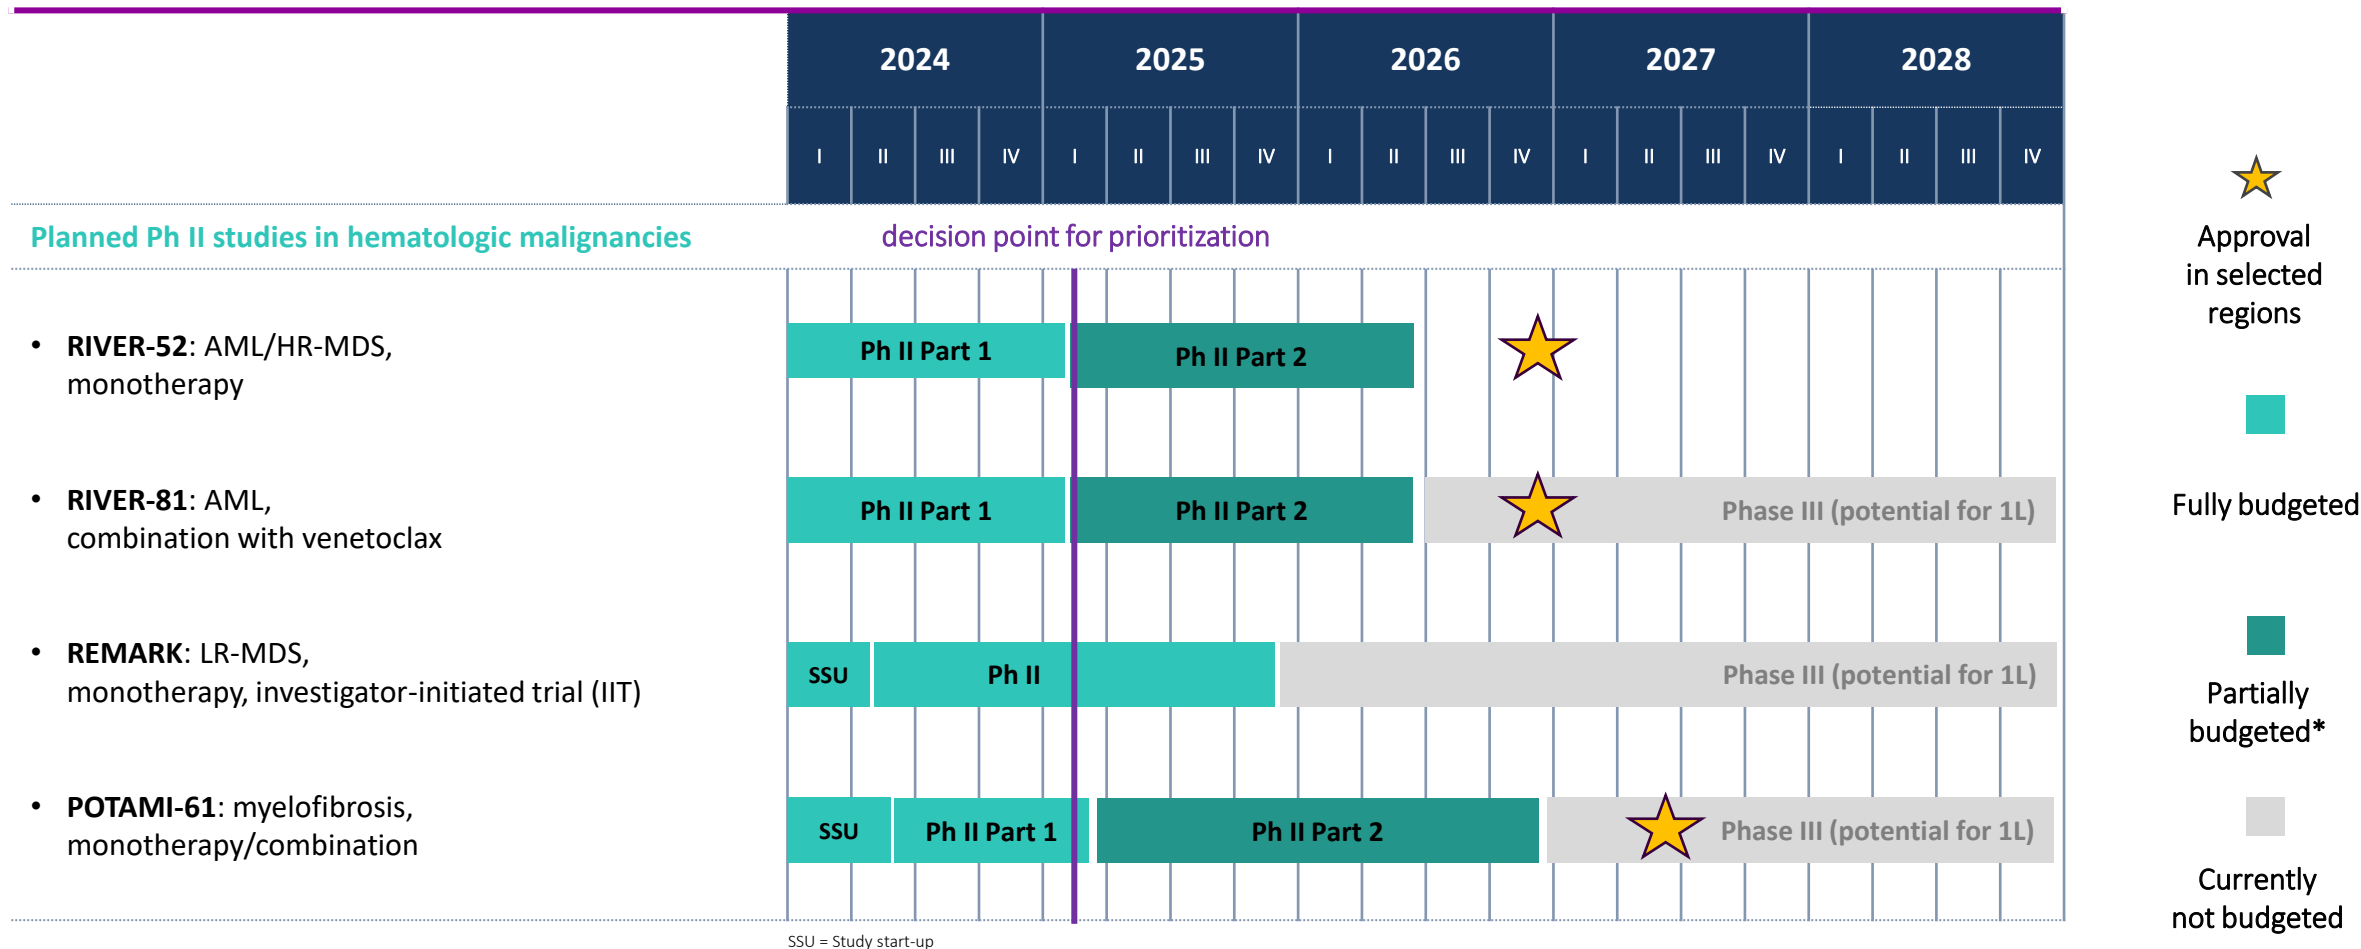 2024 2025 2026 2027 2028
I II III IV I II III IV I II III IV I II III IV I II III IV
Planned Ph II studies in hematologic malignancies
decision point for prioritization
• RIVER-52: AML/HR-MDS,
monotherapy
Ph II Part 1
Ph II Part 2
• RIVER-81: AML,
combination with venetoclax
Ph II Part 1
Ph II Part 2
Phase III (potential for 1L)
• REMARK: LR-MDS,
monotherapy, investigator-initiated trial (IIT)
SSU
Ph II
Phase III (potential for 1L)
• POTAMI-61: myelofibrosis,
monotherapy/combination
SSU
Ph II Part 1
Ph II Part 2
Phase III (potential for 1L)
SSU = Study start-up
Approval
in selected
regions
Fully budgeted
Partially
budgeted*
Currently
not budgeted